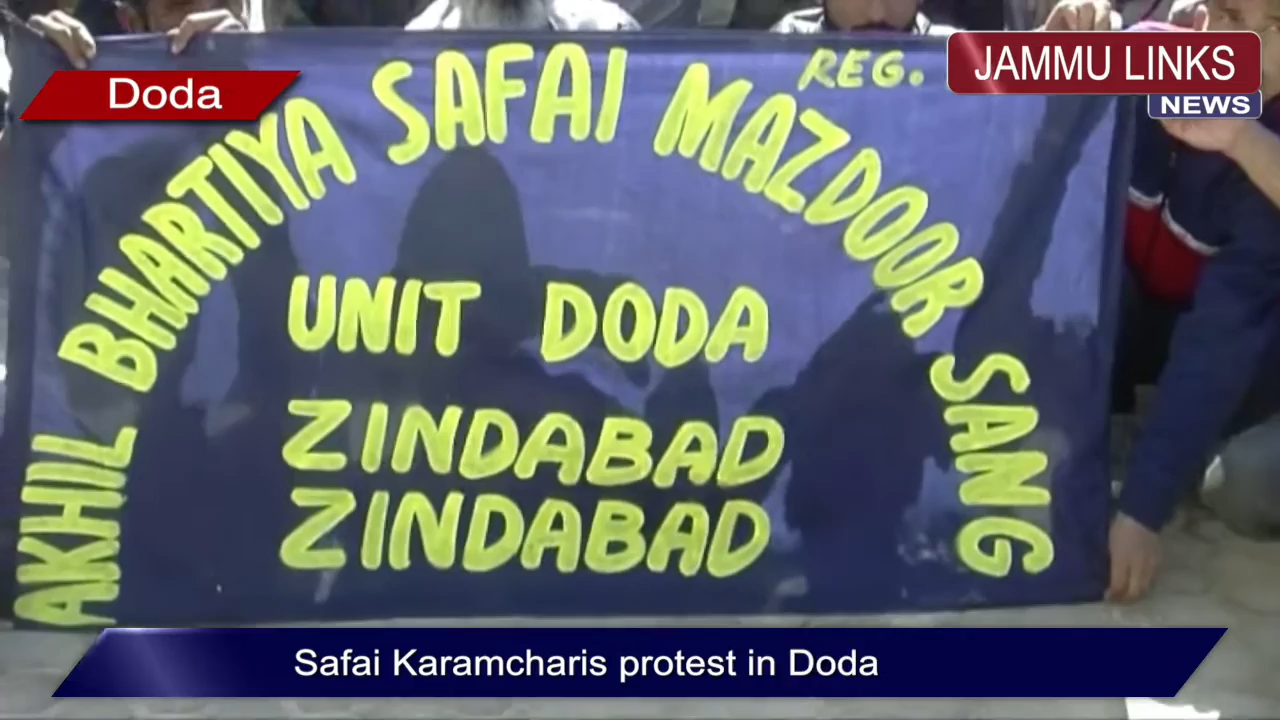 Doda
JAMMU LINKS
NEWS
REG.
AKHIL BHARTIYA SAFAI MAZDOOR SANG
UNIT DODA
ZINDABAD
ZINDABAD
Safai Karamcharis protest in Doda